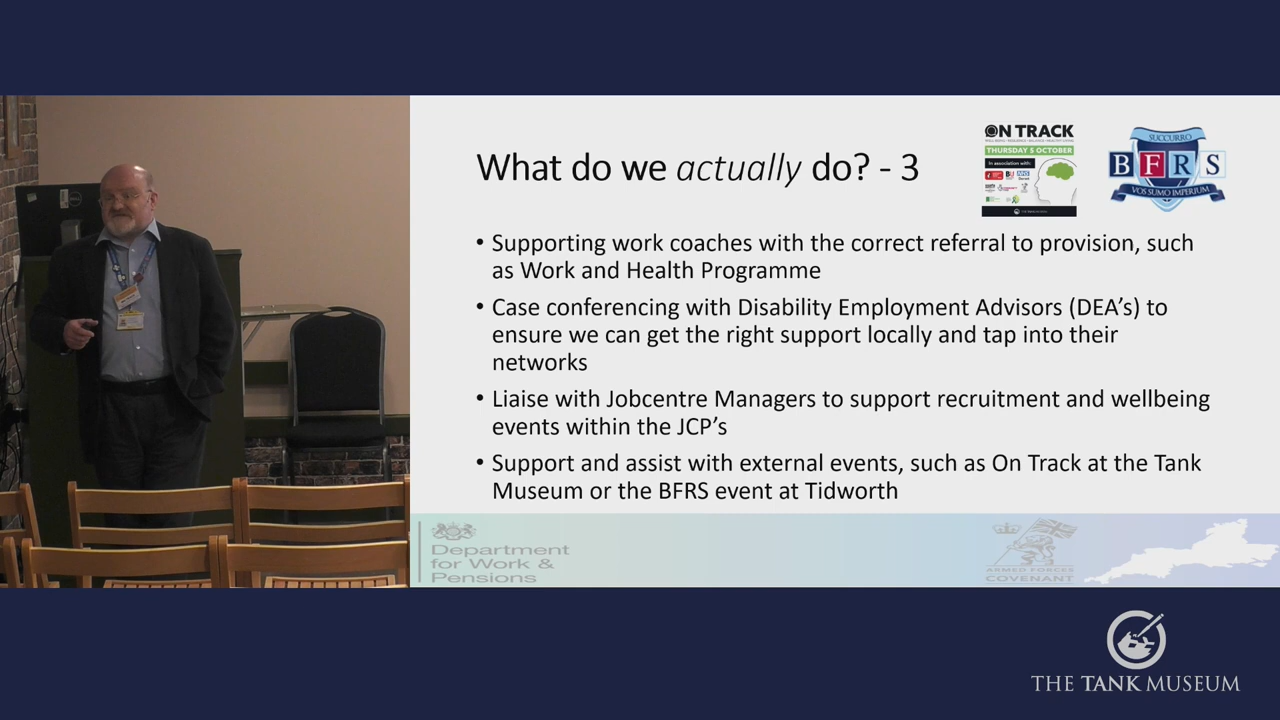 What do we actually do? - 3
ON TRACK
THURSDAY 5 OCTOBER
In association with:
SUCCURRO
BFRS
VOS SUMO IMPERIUM
• Supporting work coaches with the correct referral to provision, such
as Work and Health Programme
• Case conferencing with Disability Employment Advisors (DEA’s) to
ensure we can get the right support locally and tap into their
networks
• Liaise with Jobcentre Managers to support recruitment and wellbeing
events within the JCP’s
• Support and assist with external events, such as On Track at the Tank
Museum or the BFRS event at Tidworth
Department
for Work &
Pensions
ARMED FORCES
COVENANT
THE TANK MUSEUM